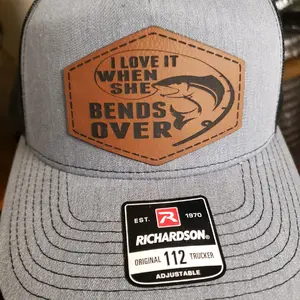 I LOVE IT
WHEN
SHE
BENDS
OVER
EST. R 1970
RICHARDSON®
ORIGINAL 112 TRUCKER
ADJUSTABLE